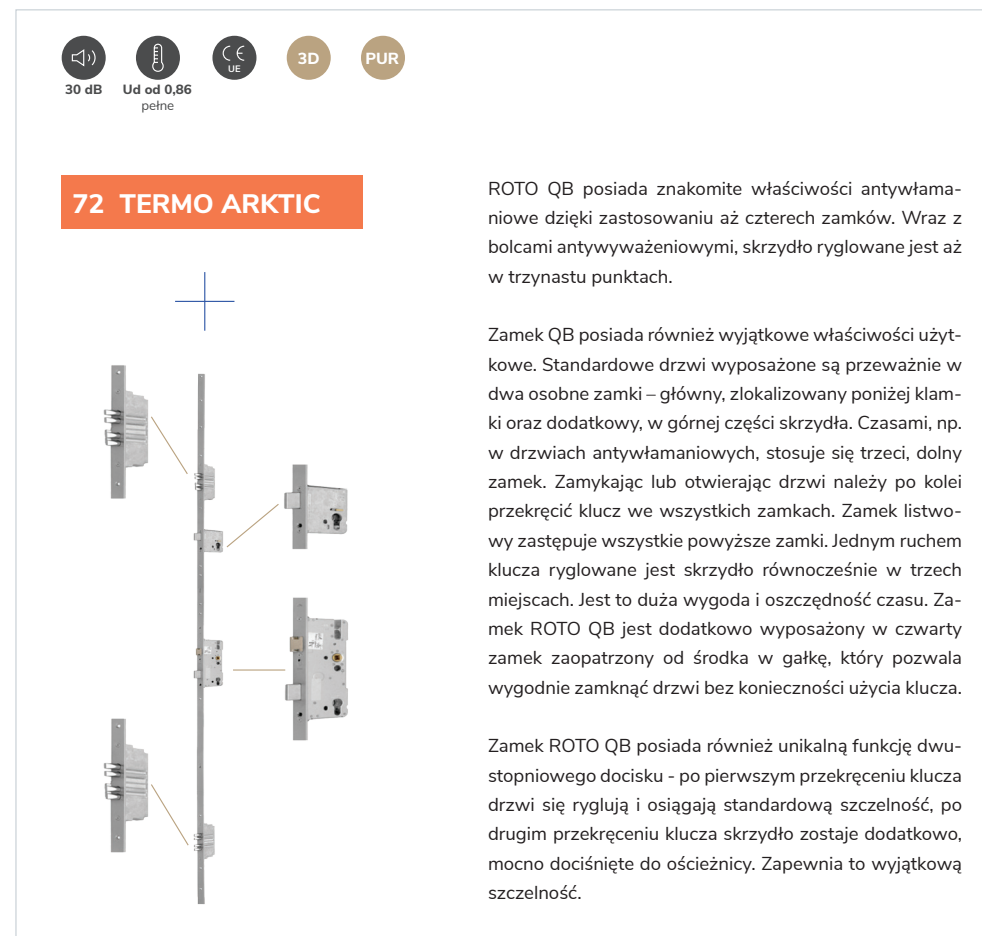 30 dB
Ud od 0,86
pełne
CE
UE
3D
PUR
72 TERMO ARKTIC
ROTO QB posiada znakomite właściwości antywłama-
niowe dzięki zastosowaniu aż czterech zamków. Wraz z
bolcami antywyważeniowymi, skrzydło ryglowane jest aż
w trzynastu punktach.
Zamek QB posiada również wyjątkowe właściwości użyt-
kowe. Standardowe drzwi wyposażone są przeważnie w
dwa osobne zamki – główny, zlokalizowany poniżej klam-
ki oraz dodatkowy, w górnej części skrzydła. Czasami, np.
w drzwiach antywłamaniowych, stosuje się trzeci, dolny
zamek. Zamykając lub otwierając drzwi należy po kolei
przekręcić klucz we wszystkich zamkach. Zamek listwo-
wy zastępuje wszystkie powyższe zamki. Jednym ruchem
klucza ryglowane jest skrzydło równocześnie w trzech
miejscach. Jest to duża wygoda i oszczędność czasu. Za-
mek ROTO QB jest dodatkowo wyposażony w czwarty
zamek zaopatrzony od środka w gałkę, który pozwala
wygodnie zamknąć drzwi bez konieczności użycia klucza.
Zamek ROTO QB posiada również unikalną funkcję dwu-
stopniowego docisku - po pierwszym przekręceniu klucza
drzwi się ryglują i osiągają standardową szczelność, po
drugim przekręceniu klucza skrzydło zostaje dodatkowo,
mocno dociśnięte do ościeżnicy. Zapewnia to wyjątkową
szczelność.